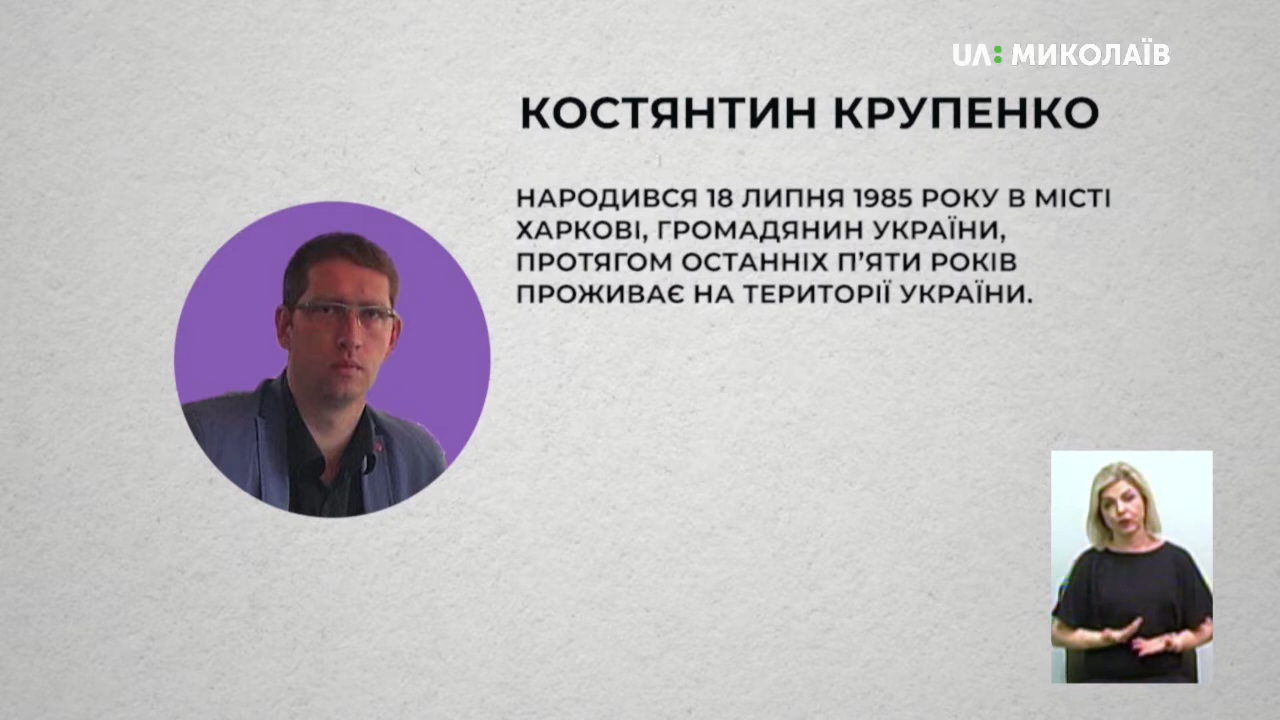 UA: МИКОЛАЇВ
КОСТЯНТИН КРУПЕНКО
НАРОДИВСЯ 18 ЛИПНЯ 1985 РОКУ В МІСТІ
ХАРКОВІ, ГРОМАДЯНИН УКРАЇНИ,
ПРОТЯГОМ ОСТАННІХ П’ЯТИ РОКІВ
ПРОЖИВАЄ НА ТЕРИТОРІЇ УКРАЇНИ.